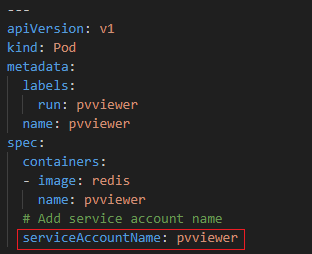 ---
apiVersion: v1
kind: Pod
metadata:
  labels:
    run: pvviewer
  name: pvviewer
spec:
  containers:
  - image: redis
    name: pvviewer
  # Add service account name
  serviceAccountName: pvviewer